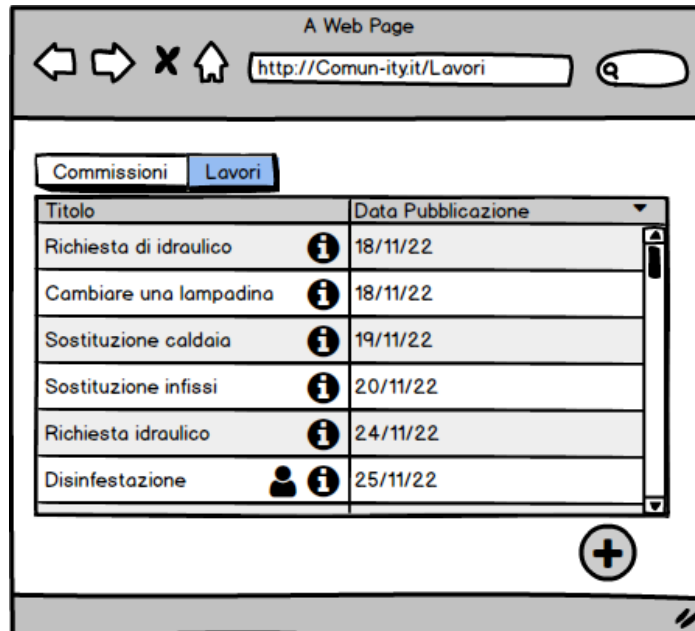 A Web Page
http://Comun-ity.it/Lavori
Commissioni Lavori
Titolo Data Pubblicazione
Richiesta di idraulico 18/11/22
Cambiare una lampadina 18/11/22
Sostituzione caldaia 19/11/22
Sostituzione infissi 20/11/22
Richiesta idraulico 24/11/22
Disinfestazione 25/11/22